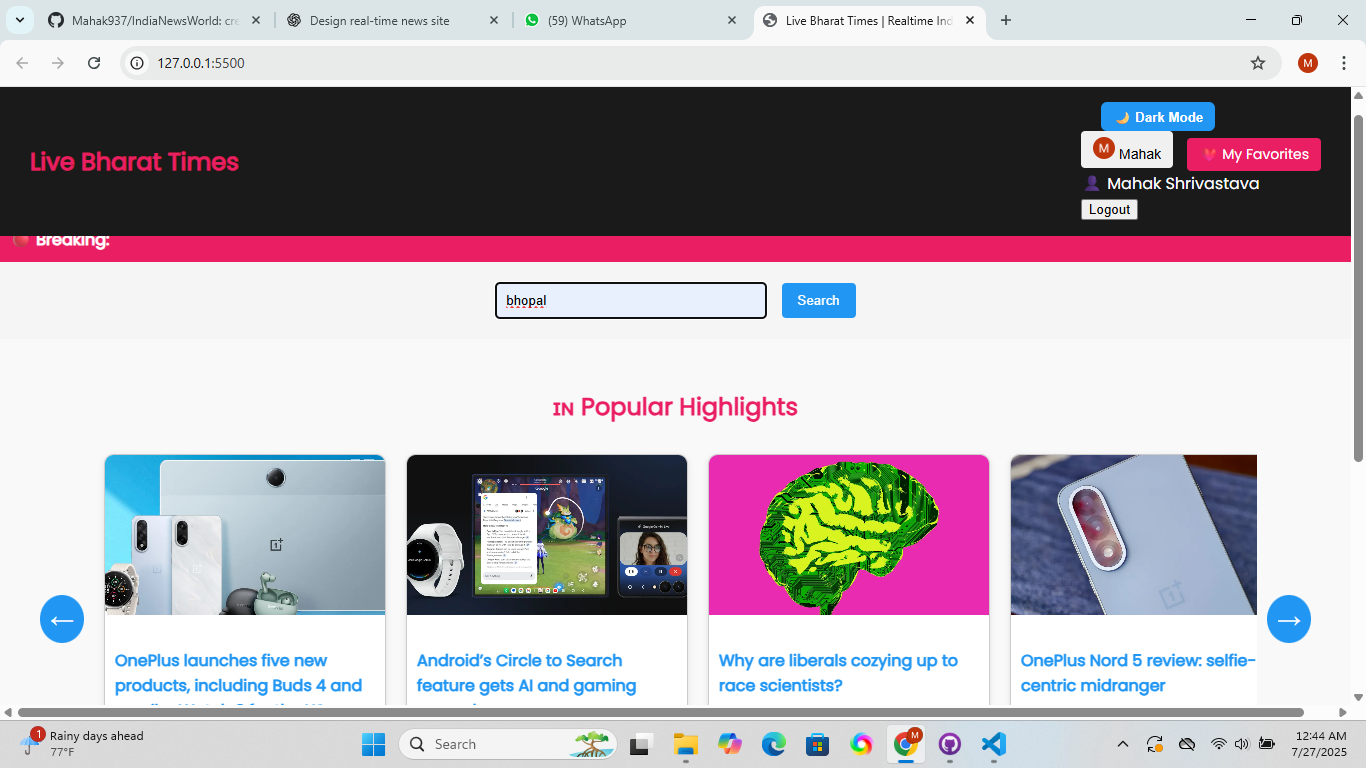 Mahak937/IndianNewsWorld: cre
Design real-time news site
(59) WhatsApp
Live Bharat Times | Realtime Ind
127.0.0.1:5500
M
Live Bharat Times
🌙 Dark Mode
M Mahak
💖 My Favorites
👤 Mahak Shrivastava
Logout
🔴 Breaking:
bhopal
Search
IN Popular Highlights
←
→
OnePlus launches five new
products, including Buds 4 and
Android’s Circle to Search
feature gets AI and gaming
Why are liberals cozying up to
race scientists?
OnePlus Nord 5 review: selfie-
centric midranger
1
Rainy days ahead
77°F
Search
M
12:44 AM
7/27/2025